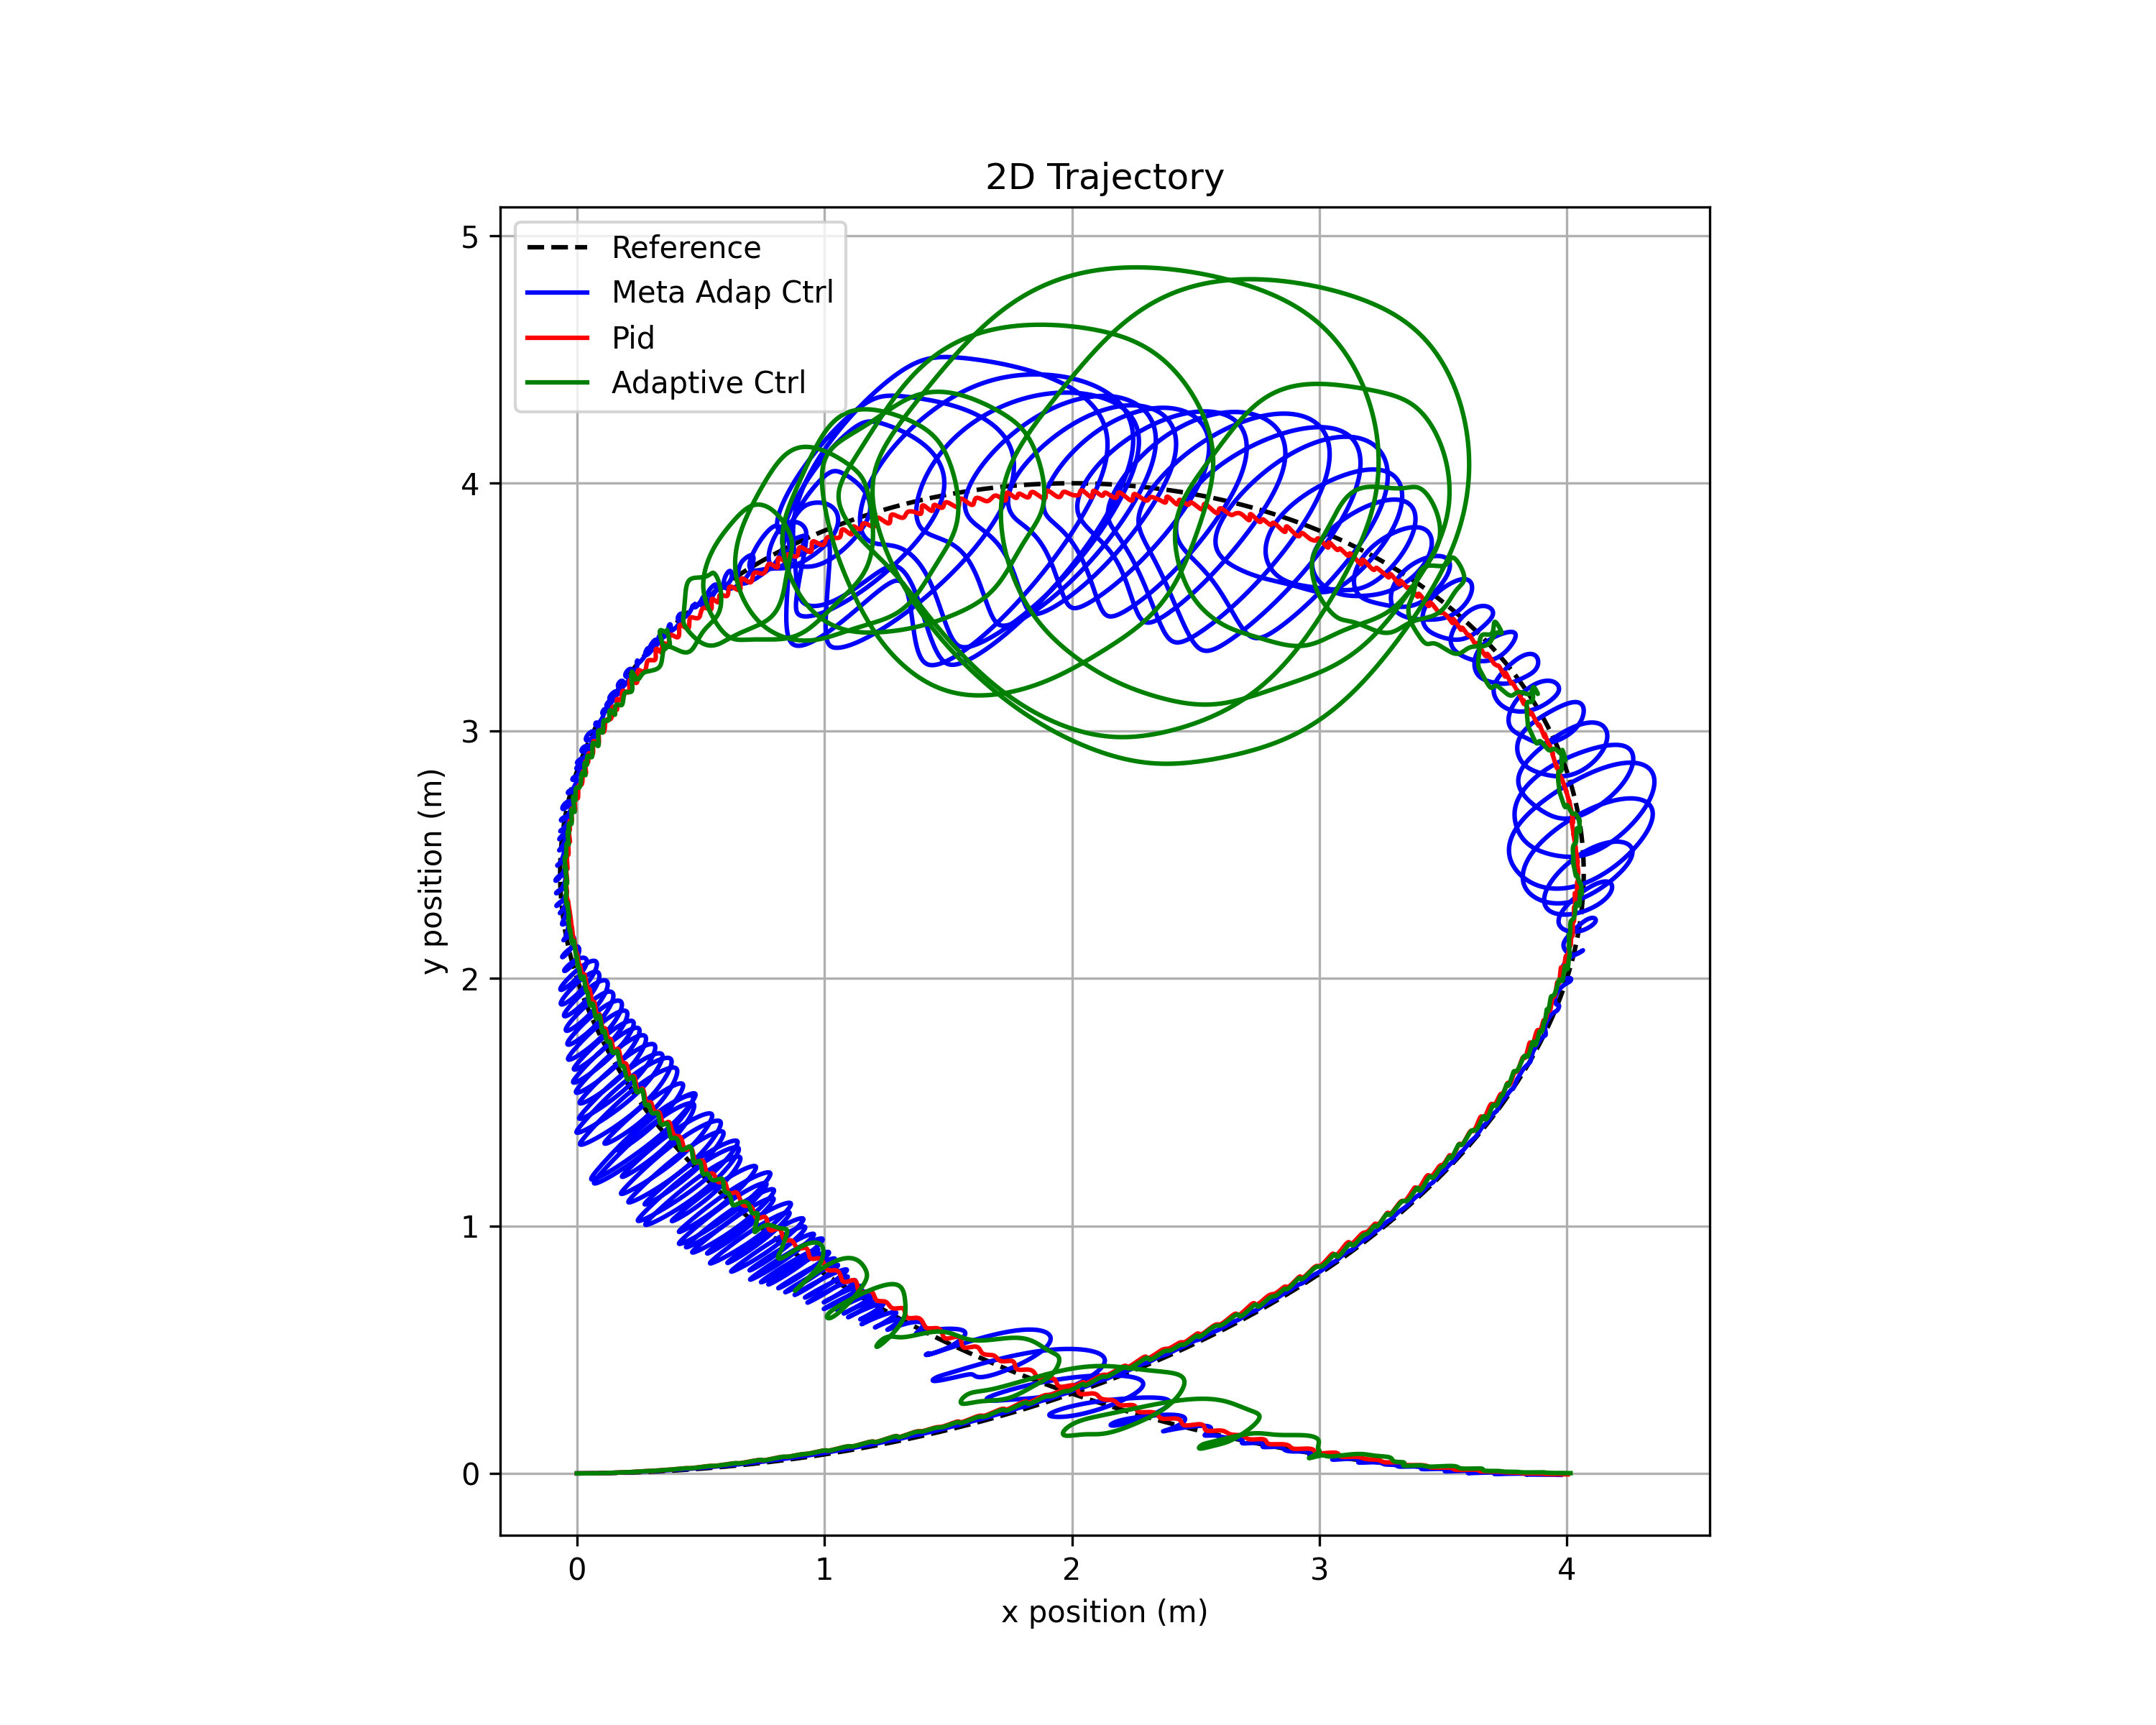 2D Trajectory
Reference
Meta Adap Ctrl
Pid
Adaptive Ctrl
5
4
3
2
1
0
y position (m)
0 1 2 3 4
x position (m)